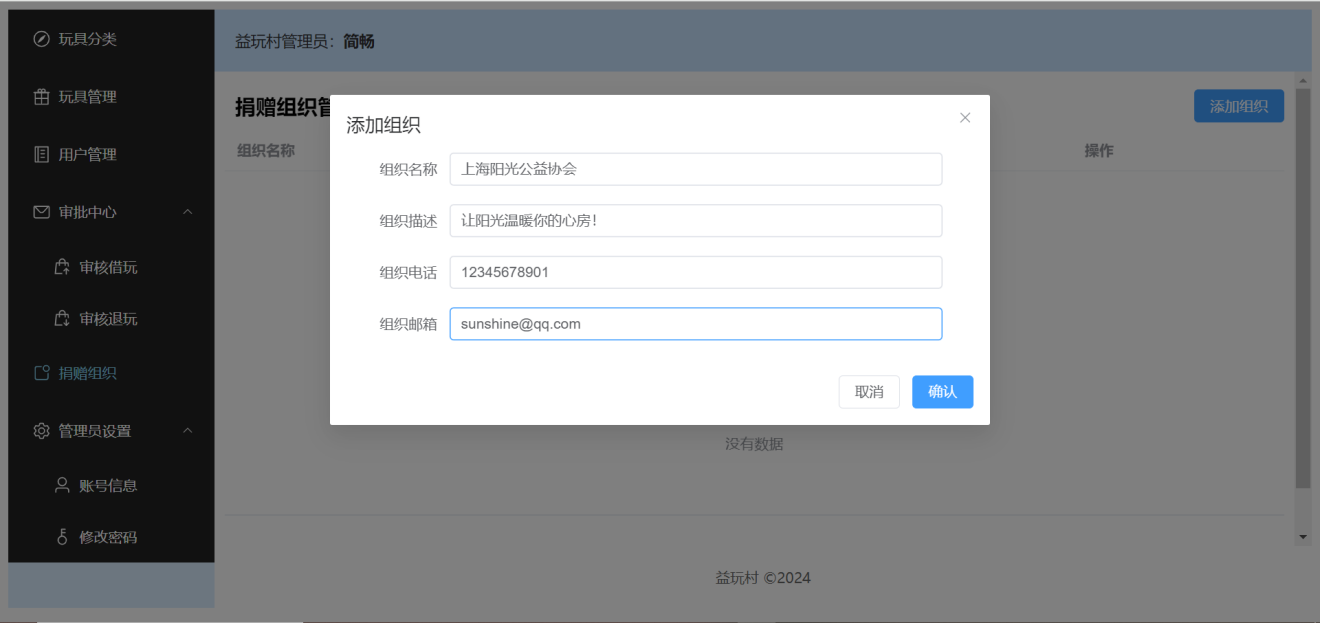 玩具分类
玩具管理
用户管理
审批中心
审核借玩
审核退玩
捐赠组织
管理员设置
账号信息
修改密码
益玩村管理员：简畅
捐赠组织管
添加组织
组织名称
操作
添加组织
组织名称 上海阳光公益协会
组织描述 让阳光温暖你的心房！
组织电话 12345678901
组织邮箱 sunshine@qq.com
取消 确认
没有数据
益玩村 ©2024